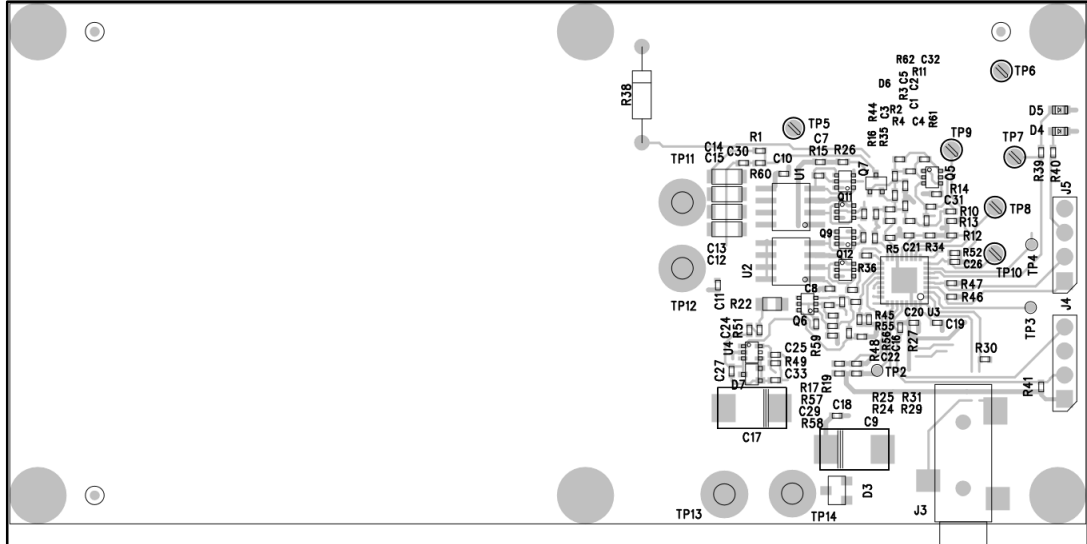 R62 C32
TP6
R11
D6
C5
C2
R3
R38
C1
D5
R44
C3
R2
R4
C4
R61
D4
TP5
R1
C7
R16
R35
TP9
TP7
C14
C15
C30
R15
R26
TP11
R60
C10
U1
Q7
Q5
R39
R40
R14
J5
Q11
C31
R10
TP8
R13
Q9
R12
C13
C12
U2
Q12
R5
C21
R34
R52
C26
TP10
TP4
R36
C11
C8
R47
R46
TP12
R22
J4
C24
R51
Q6
R45
R55
C20
U3
C19
TP3
U4
R59
R56
C16
R27
C25
R49
R48
C22
R30
C27
C33
D7
R19
TP2
R17
R57
R25
R31
R41
C29
C18
R24
R29
R58
C17
C9
D3
TP13
TP14
J3